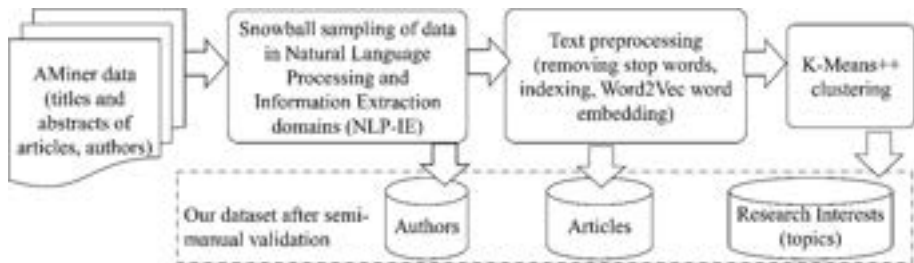 AMiner data
(titles and
abstracts of
articles, authors)
Snowball sampling of data
in Natural Language
Processing and
Information Extraction
domains (NLP-IE)
Text preprocessing
(removing stop words,
indexing, Word2Vec word
embedding)
K-Means++
clustering
Our dataset after semi-
manual validation
Authors
Articles
Research Interests
(topics)